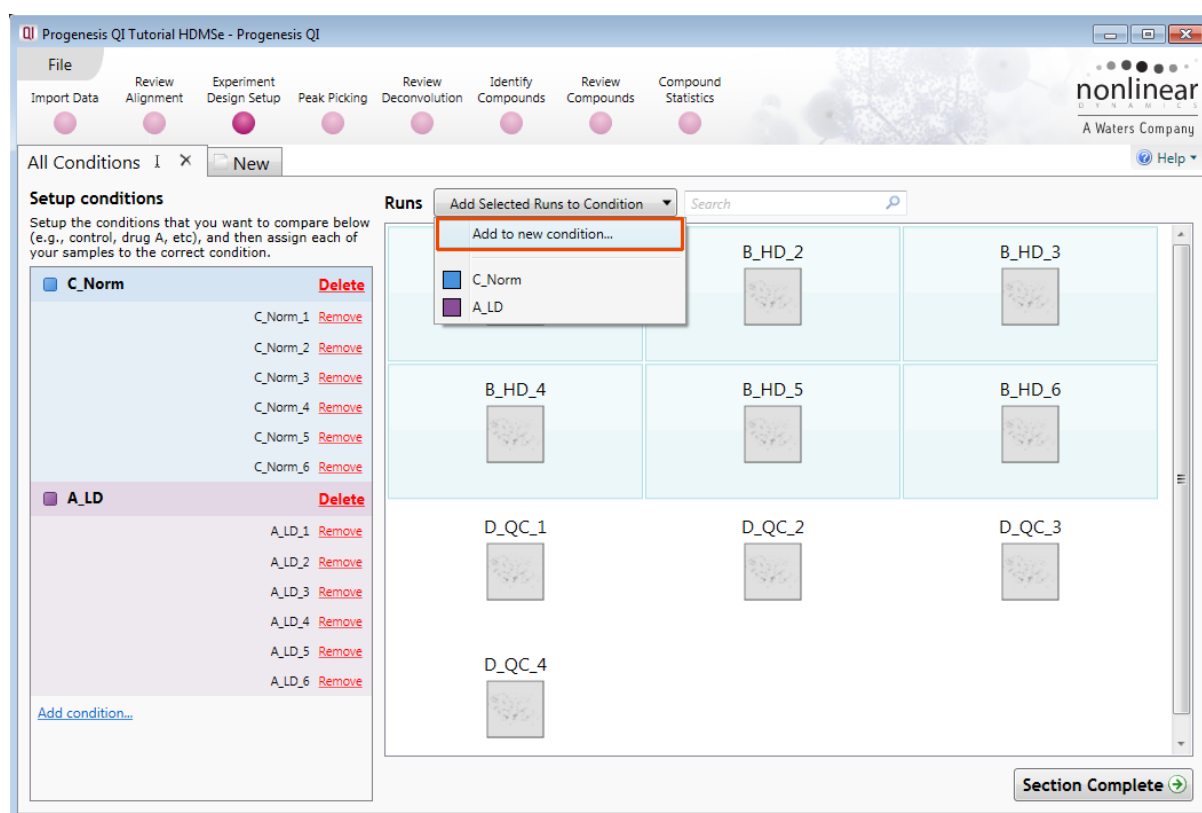 Progenesis QI Tutorial HDMSe - Progenesis QI
File
Import Data
Review
Alignment
Experiment
Design Setup
Peak Picking
Review
Deconvolution
Identify
Compounds
Review
Compounds
Compound
Statistics
nonlinear
DYNAMICS
A Waters Company
All Conditions
New
Help
Setup conditions
Setup the conditions that you want to compare below
(e.g., control, drug A, etc), and then assign each of
your samples to the correct condition.
C_Norm Delete
C_Norm_1 Remove
C_Norm_2 Remove
C_Norm_3 Remove
C_Norm_4 Remove
C_Norm_5 Remove
C_Norm_6 Remove
A_LD Delete
A_LD_1 Remove
A_LD_2 Remove
A_LD_3 Remove
A_LD_4 Remove
A_LD_5 Remove
A_LD_6 Remove
Add condition...
Runs
Add Selected Runs to Condition
Search
Add to new condition...
C_Norm
A_LD
B_HD_2
B_HD_3
B_HD_4
B_HD_5
B_HD_6
D_QC_1
D_QC_2
D_QC_3
D_QC_4
Section Complete